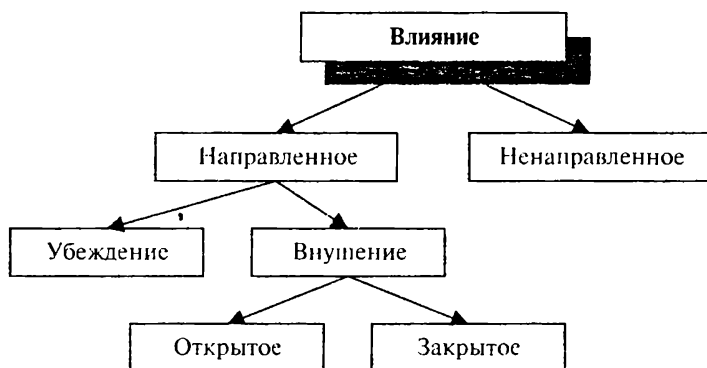 Влияние
Направленное
Ненаправленное
Убеждение
Внушение
Открытое
Закрытое